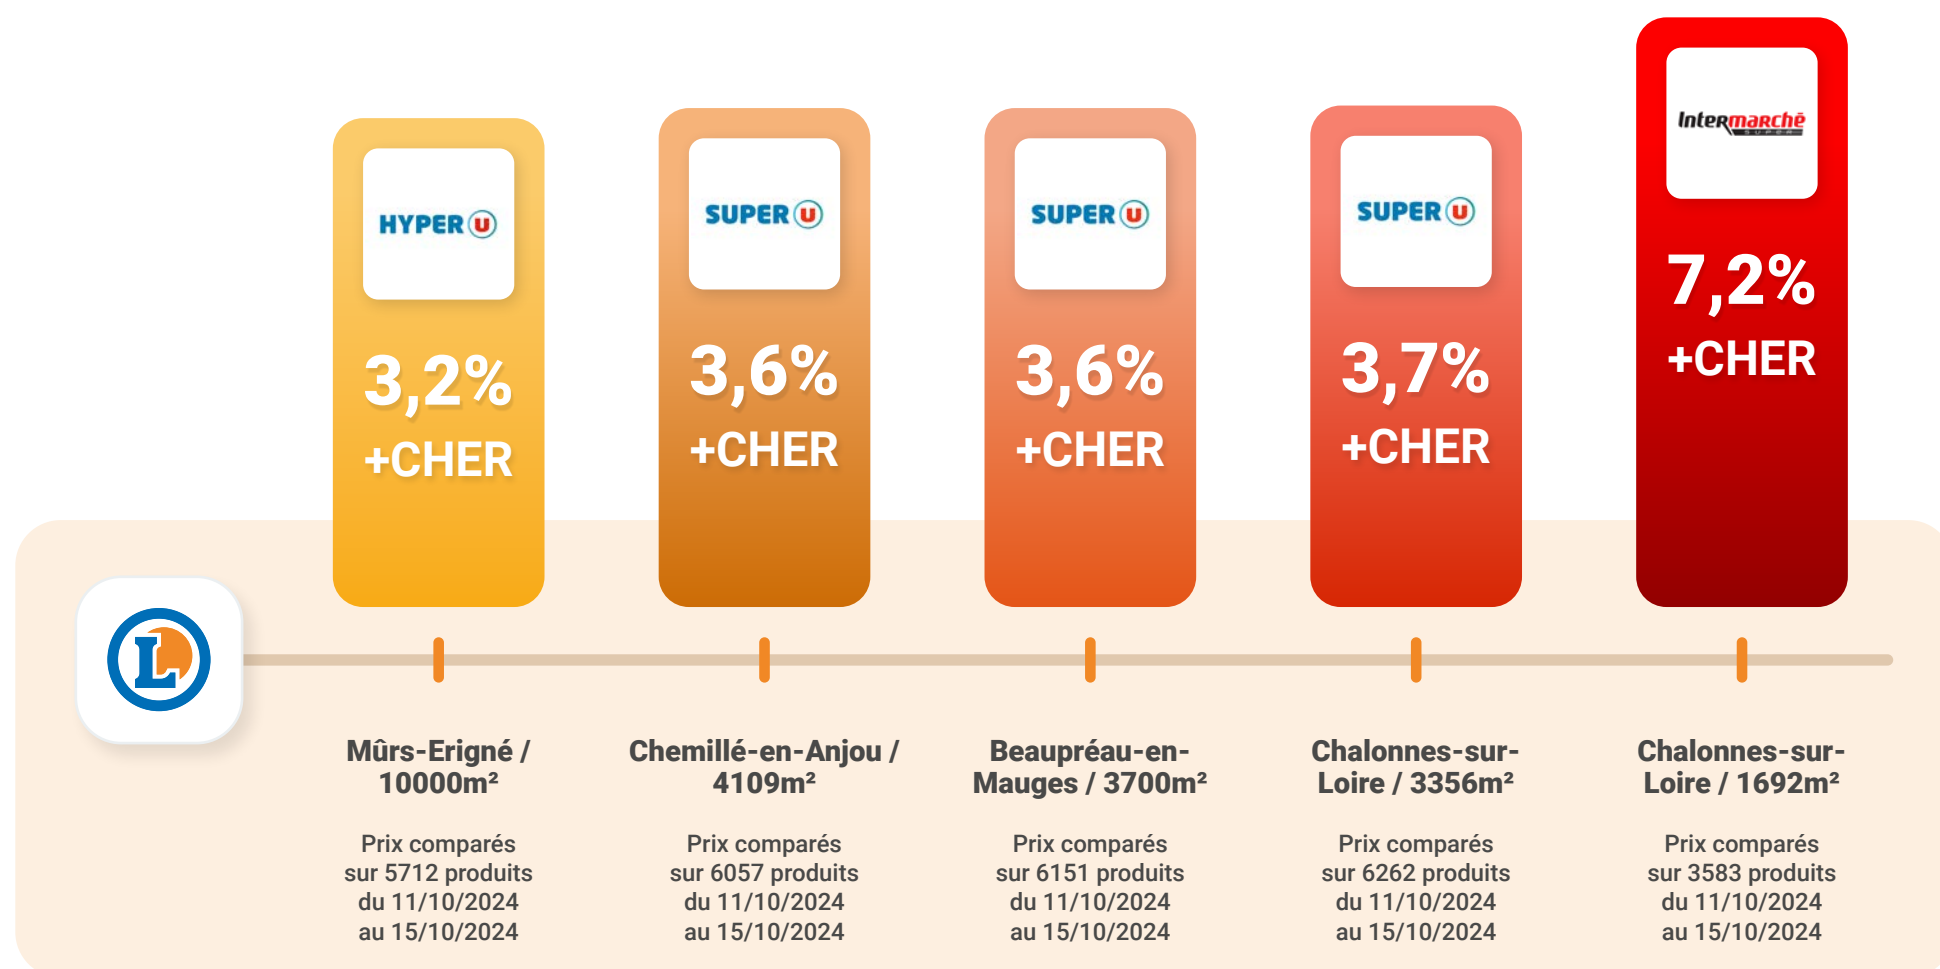 HYPER U
3,2%
+CHER
SUPER U
3,6%
+CHER
SUPER U
3,6%
+CHER
SUPER U
3,7%
+CHER
Intermarchē
SUPER
7,2%
+CHER
L
Mûrs-Erigné /
10000m²
Prix comparés
sur 5712 produits
du 11/10/2024
au 15/10/2024
Chemillé-en-Anjou /
4109m²
Prix comparés
sur 6057 produits
du 11/10/2024
au 15/10/2024
Beaupréau-en-
Mauges / 3700m²
Prix comparés
sur 6151 produits
du 11/10/2024
au 15/10/2024
Chalonnes-sur-
Loire / 3356m²
Prix comparés
sur 6262 produits
du 11/10/2024
au 15/10/2024
Chalonnes-sur-
Loire / 1692m²
Prix comparés
sur 3583 produits
du 11/10/2024
au 15/10/2024